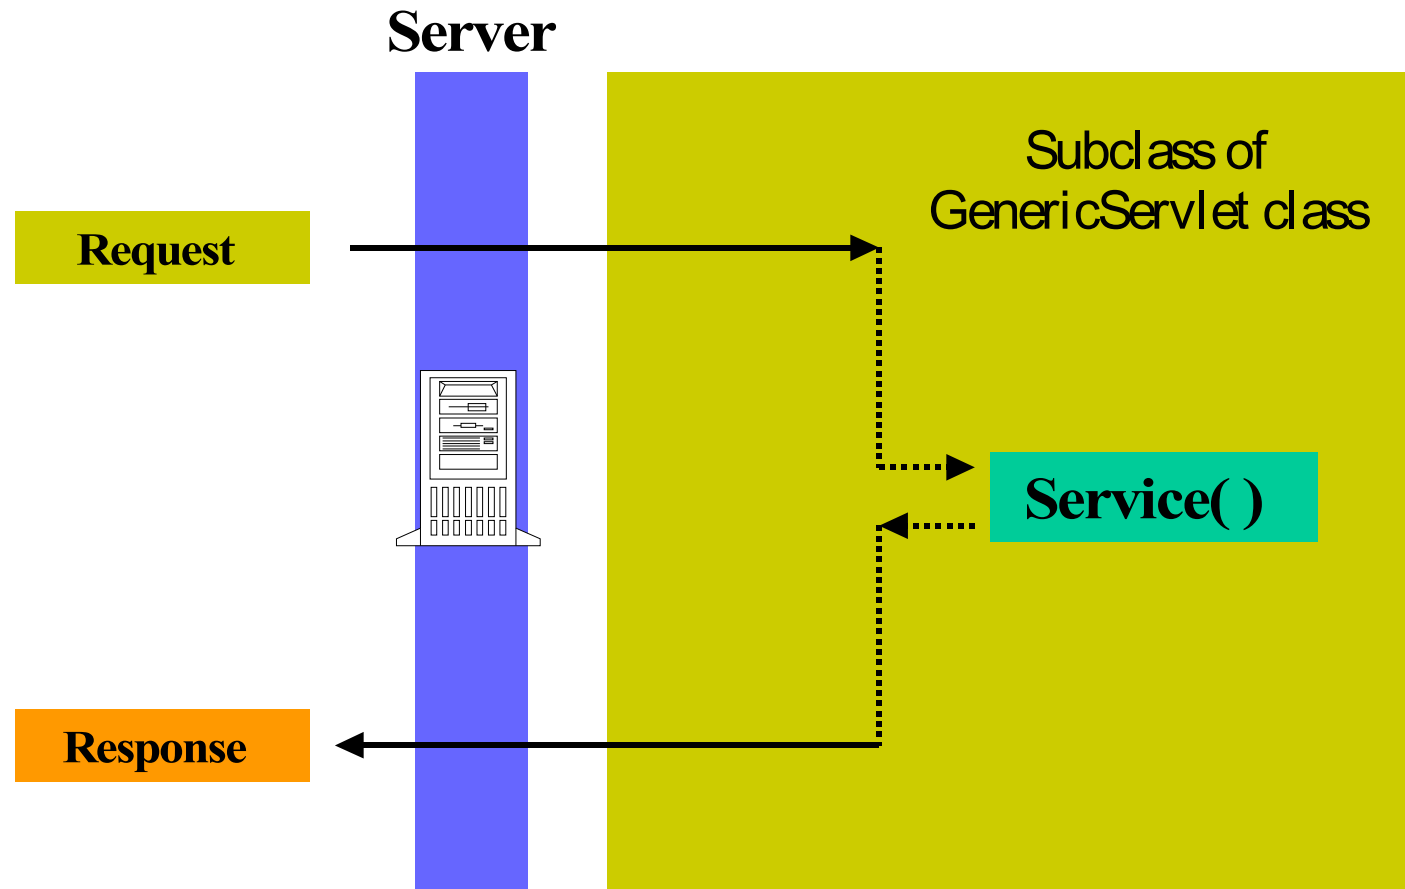 Server
Subclass of
GenericServlet class
Request
Service( )
Response